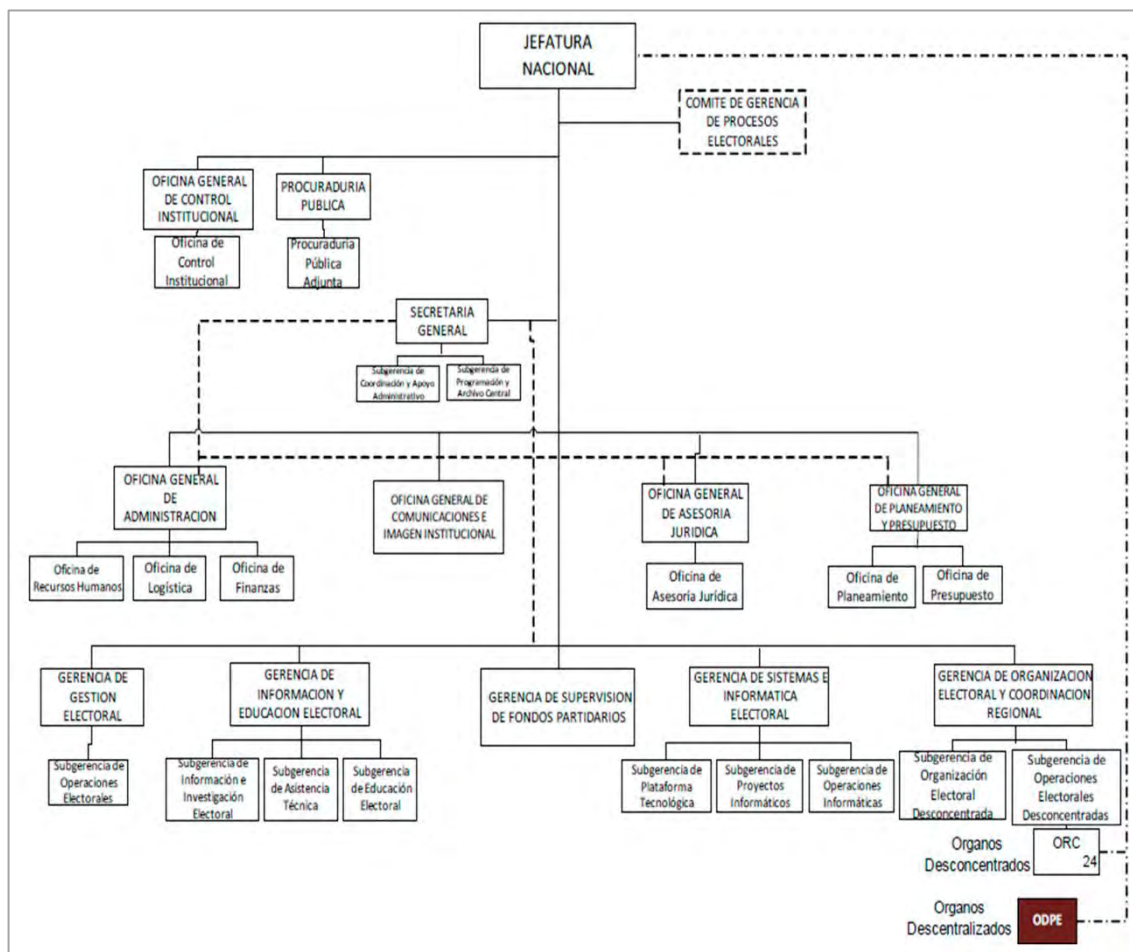 JEFATURA
NACIONAL
COMITE DE GERENCIA
DE PROCESOS
ELECTORALES
OFICINA GENERAL
DE CONTROL
INSTITUCIONAL
PROCURADURIA
PUBLICA
Oficina de
Control
Institucional
Procuraduria
Pública
Adjunta
SECRETARIA
GENERAL
Subgerencia de
Coordinación y Apoyo
Administrativo
Subgerencia de
Programación y
Archivo Central
OFICINA GENERAL
DE
ADMINISTRACION
OFICINA GENERAL DE
COMUNICACIONES E
IMAGEN INSTITUCIONAL
OFICINA GENERAL
DE ASESORIA
JURIDICA
OFICINA GENERAL
DE PLANEAMIENTO
Y PRESUPUESTO
Oficina de
Recursos Humanos
Oficina de
Logística
Oficina de
Finanzas
Oficina de
Asesoría Jurídica
Oficina de
Planeamiento
Oficina de
Presupuesto
GERENCIA DE
GESTION
ELECTORAL
GERENCIA DE
INFORMACION Y
EDUCACION ELECTORAL
GERENCIA DE SUPERVISION
DE FONDOS PARTIDARIOS
GERENCIA DE SISTEMAS E
INFORMATICA
ELECTORAL
GERENCIA DE ORGANIZACION
ELECTORAL Y COORDINACION
REGIONAL
Subgerencia de
Operaciones
Electorales
Subgerencia de
Información e
Investigación
Electoral
Subgerencia
de Asistencia
Técnica
Subgerencia
de Educación
Electoral
Subgerencia de
Plataforma
Tecnológica
Subgerencia de
Proyectos
Informáticos
Subgerencia de
Operaciones
Informáticas
Subgerencia de
Organización
Electoral
Desconcentrada
Subgerencia de
Operaciones
Electorales
Desconcentradas
Organos
Desconcentrados
ORC
24
Organos
Descentralizados
ODPE